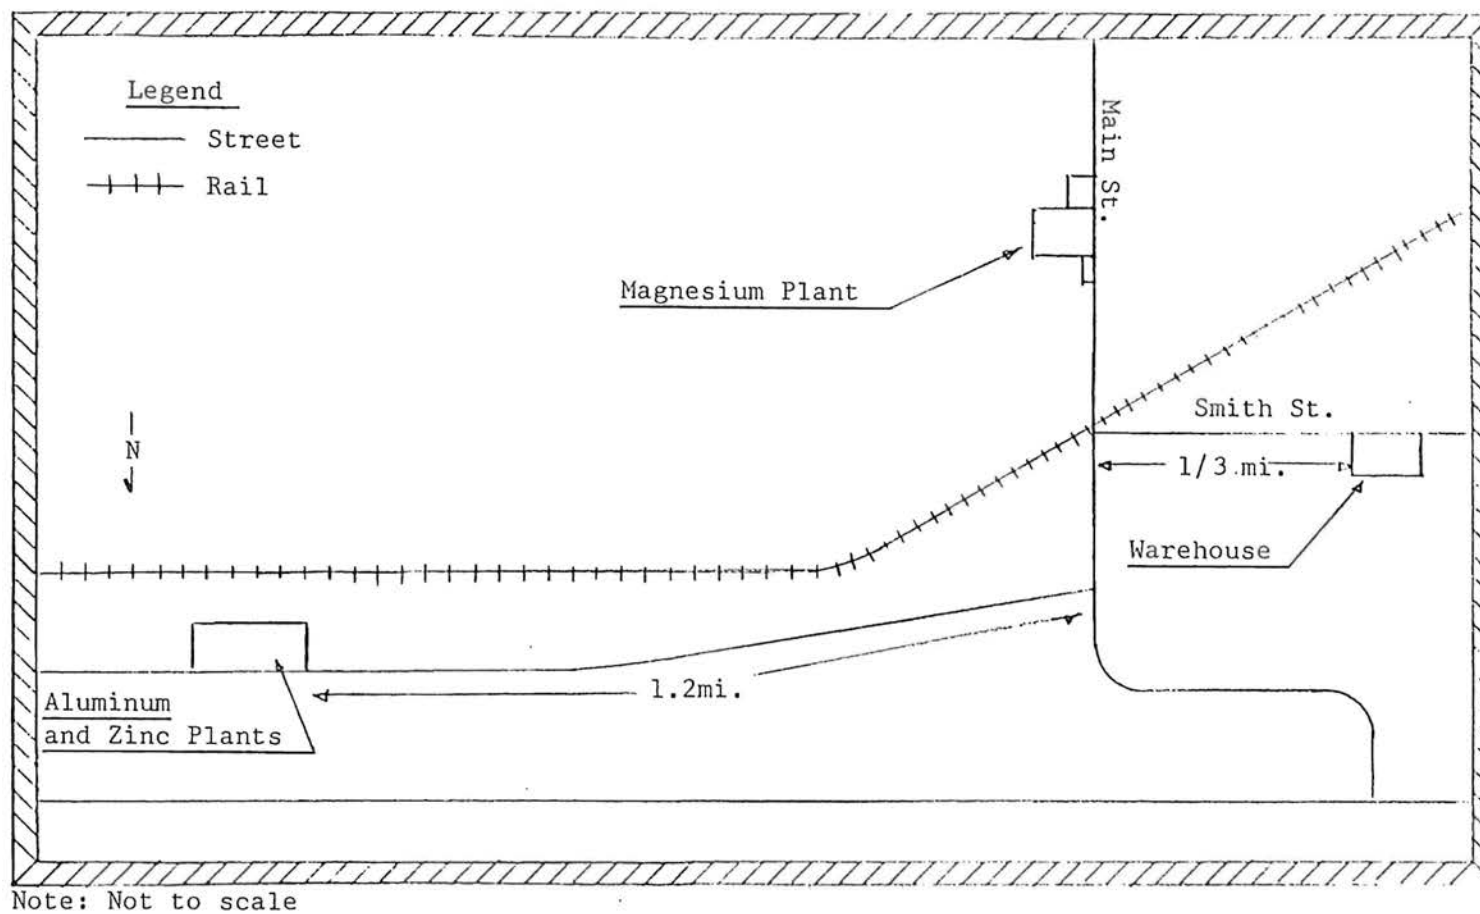 Legend
Street
Rail
Main St.
Magnesium Plant
N
Smith St.
1/3 mi.
Warehouse
1.2mi.
Aluminum
and Zinc Plants
Note: Not to scale